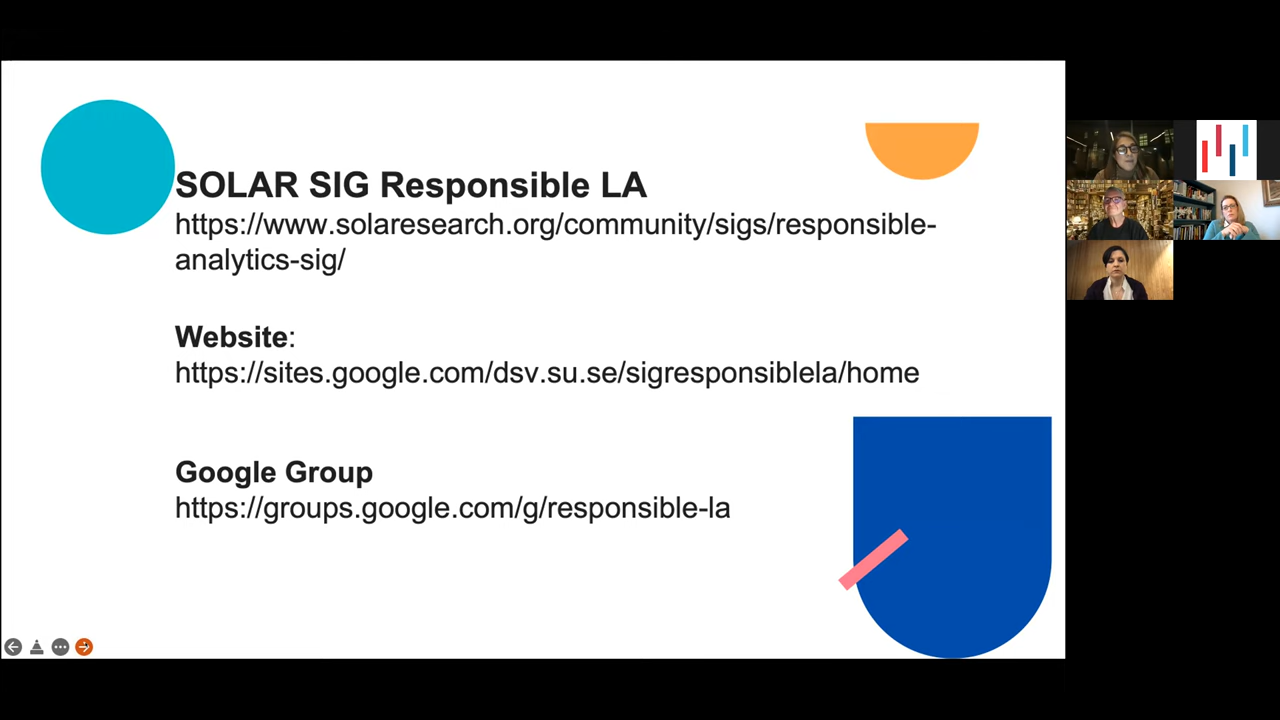 SOLAR SIG Responsible LA
https://www.solaresearch.org/community/sigs/responsible-
analytics-sig/
Website:
https://sites.google.com/dsv.su.se/sigresponsiblela/home
Google Group
https://groups.google.com/g/responsible-la